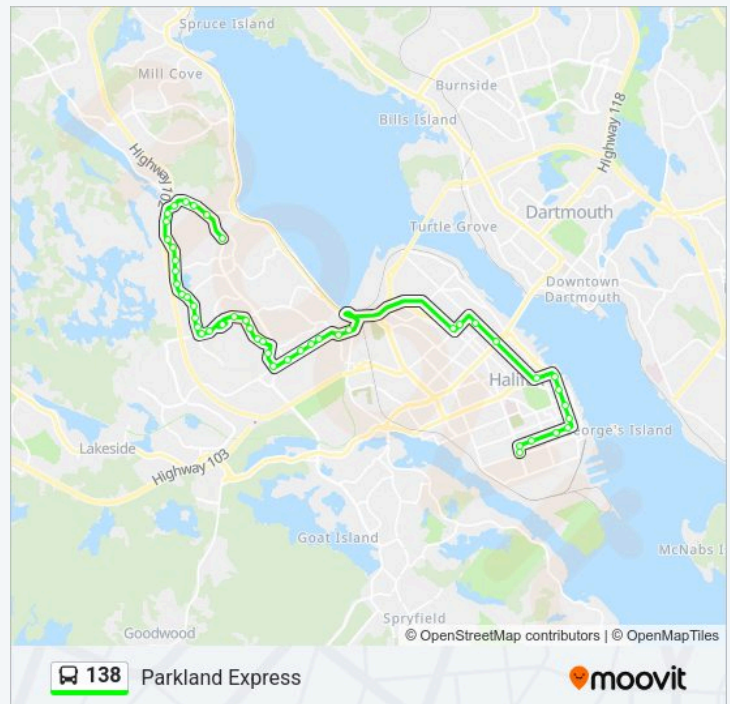 Spruce Island
Mill Cove
Burnside
Bills Island
Highway 118
Highway 102
Dartmouth
Turtle Grove
Downtown
Dartmouth
Halifax
George's Island
Lakeside
Highway 103
Goat Island
McNabs I
Spryfield
© OpenStreetMap contributors | © OpenMapTiles
Goodwood
138 Parkland Express
moovit